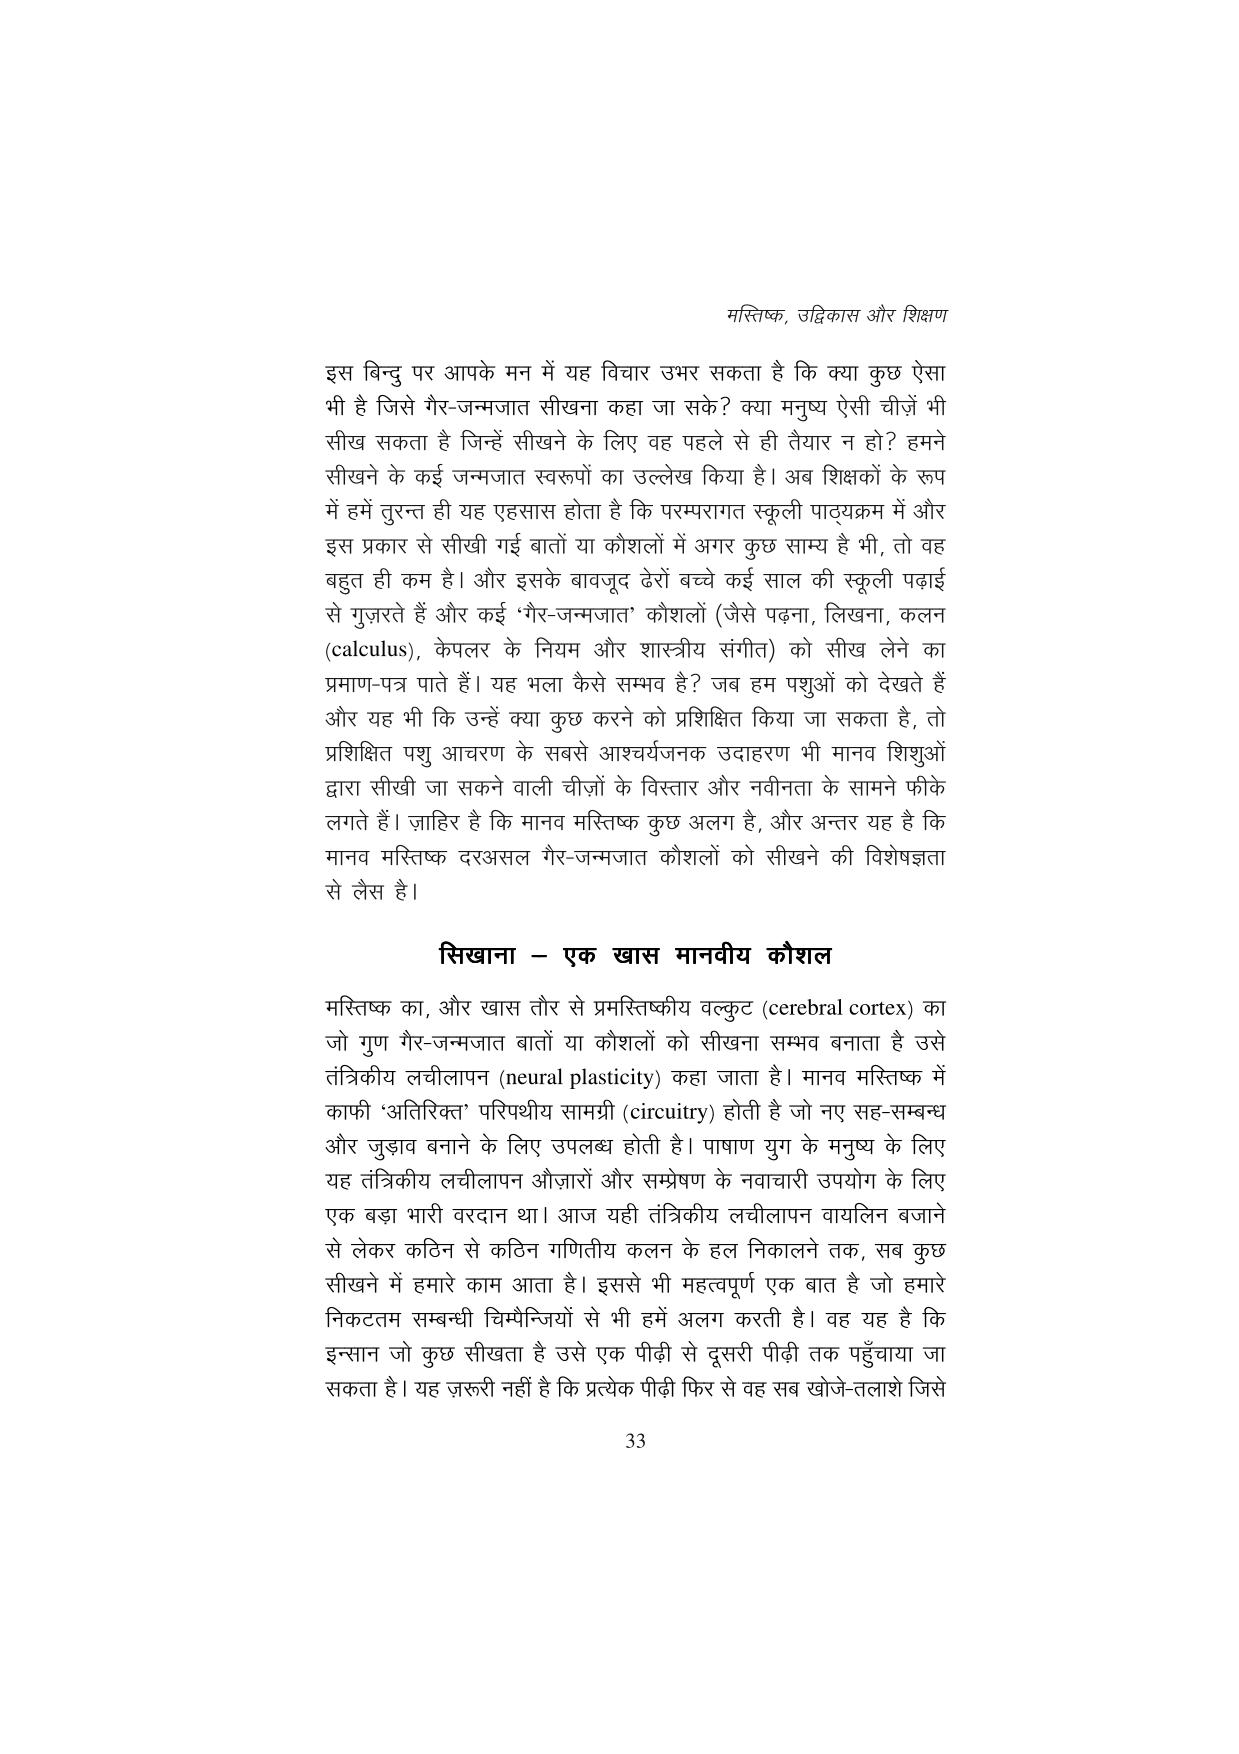 मस्तिष्क, उद्विकास और शिक्षण
इस बिन्दु पर आपके मन में यह विचार उभर सकता है कि क्या कुछ ऐसा
भी है जिसे गैर-जन्मजात सीखना कहा जा सके? क्या मनुष्य ऐसी चीज़ें भी
सीख सकता है जिन्हें सीखने के लिए वह पहले से ही तैयार न हो? हमने
सीखने के कई जन्मजात स्वरूपों का उल्लेख किया है। अब शिक्षकों के रूप
में हमें तुरन्त ही यह एहसास होता है कि परम्परागत स्कूली पाठ्यक्रम में और
इस प्रकार से सीखी गई बातों या कौशलों में अगर कुछ साम्य है भी, तो वह
बहुत ही कम है। और इसके बावजूद ढेरों बच्चे कई साल की स्कूली पढ़ाई
से गुज़रते हैं और कई ‘गैर-जन्मजात’ कौशलों (जैसे पढ़ना, लिखना, कलन
(calculus), केपलर के नियम और शास्त्रीय संगीत) को सीख लेने का
प्रमाण-पत्र पाते हैं। यह भला कैसे सम्भव है? जब हम पशुओं को देखते हैं
और यह भी कि उन्हें क्या कुछ करने को प्रशिक्षित किया जा सकता है, तो
प्रशिक्षित पशु आचरण के सबसे आश्चर्यजनक उदाहरण भी मानव शिशुओं
द्वारा सीखी जा सकने वाली चीज़ों के विस्तार और नवीनता के सामने फीके
लगते हैं। ज़ाहिर है कि मानव मस्तिष्क कुछ अलग है, और अन्तर यह है कि
मानव मस्तिष्क दरअसल गैर-जन्मजात कौशलों को सीखने की विशेषज्ञता
से लैस है।
सिखाना – एक खास मानवीय कौशल
मस्तिष्क का, और खास तौर से प्रमस्तिष्कीय वल्कुट (cerebral cortex) का
जो गुण गैर-जन्मजात बातों या कौशलों को सीखना सम्भव बनाता है उसे
तंत्रिकीय लचीलापन (neural plasticity) कहा जाता है। मानव मस्तिष्क में
काफी ‘अतिरिक्त’ परिपथीय सामग्री (circuitry) होती है जो नए सह-सम्बन्ध
और जुड़ाव बनाने के लिए उपलब्ध होती है। पाषाण युग के मनुष्य के लिए
यह तंत्रिकीय लचीलापन औज़ारों और सम्प्रेषण के नवाचारी उपयोग के लिए
एक बड़ा भारी वरदान था। आज यही तंत्रिकीय लचीलापन वायलिन बजाने
से लेकर कठिन से कठिन गणितीय कलन के हल निकालने तक, सब कुछ
सीखने में हमारे काम आता है। इससे भी महत्वपूर्ण एक बात है जो हमारे
निकटतम सम्बन्धी चिम्पैन्जियों से भी हमें अलग करती है। वह यह है कि
इन्सान जो कुछ सीखता है उसे एक पीढ़ी से दूसरी पीढ़ी तक पहुँचाया जा
सकता है। यह ज़रूरी नहीं है कि प्रत्येक पीढ़ी फिर से वह सब खोजे-तलाशे जिसे
33